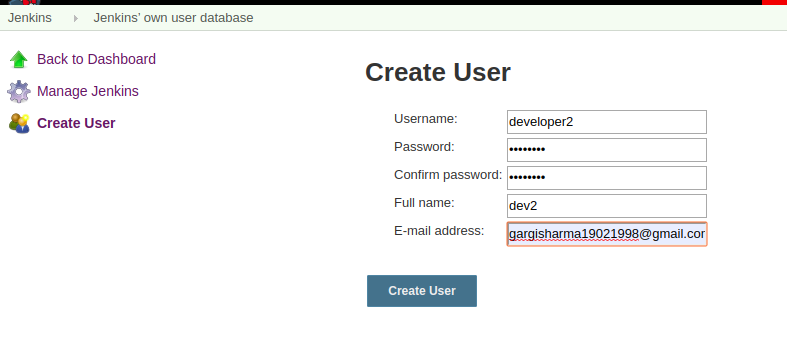 Jenkins Jenkins' own user database
Back to Dashboard
Manage Jenkins
Create User
Create User
Username: developer2
Password: ••••••••
Confirm password: ••••••••
Full name: dev2
E-mail address: gargisharma19021998@gmail.cor
Create User